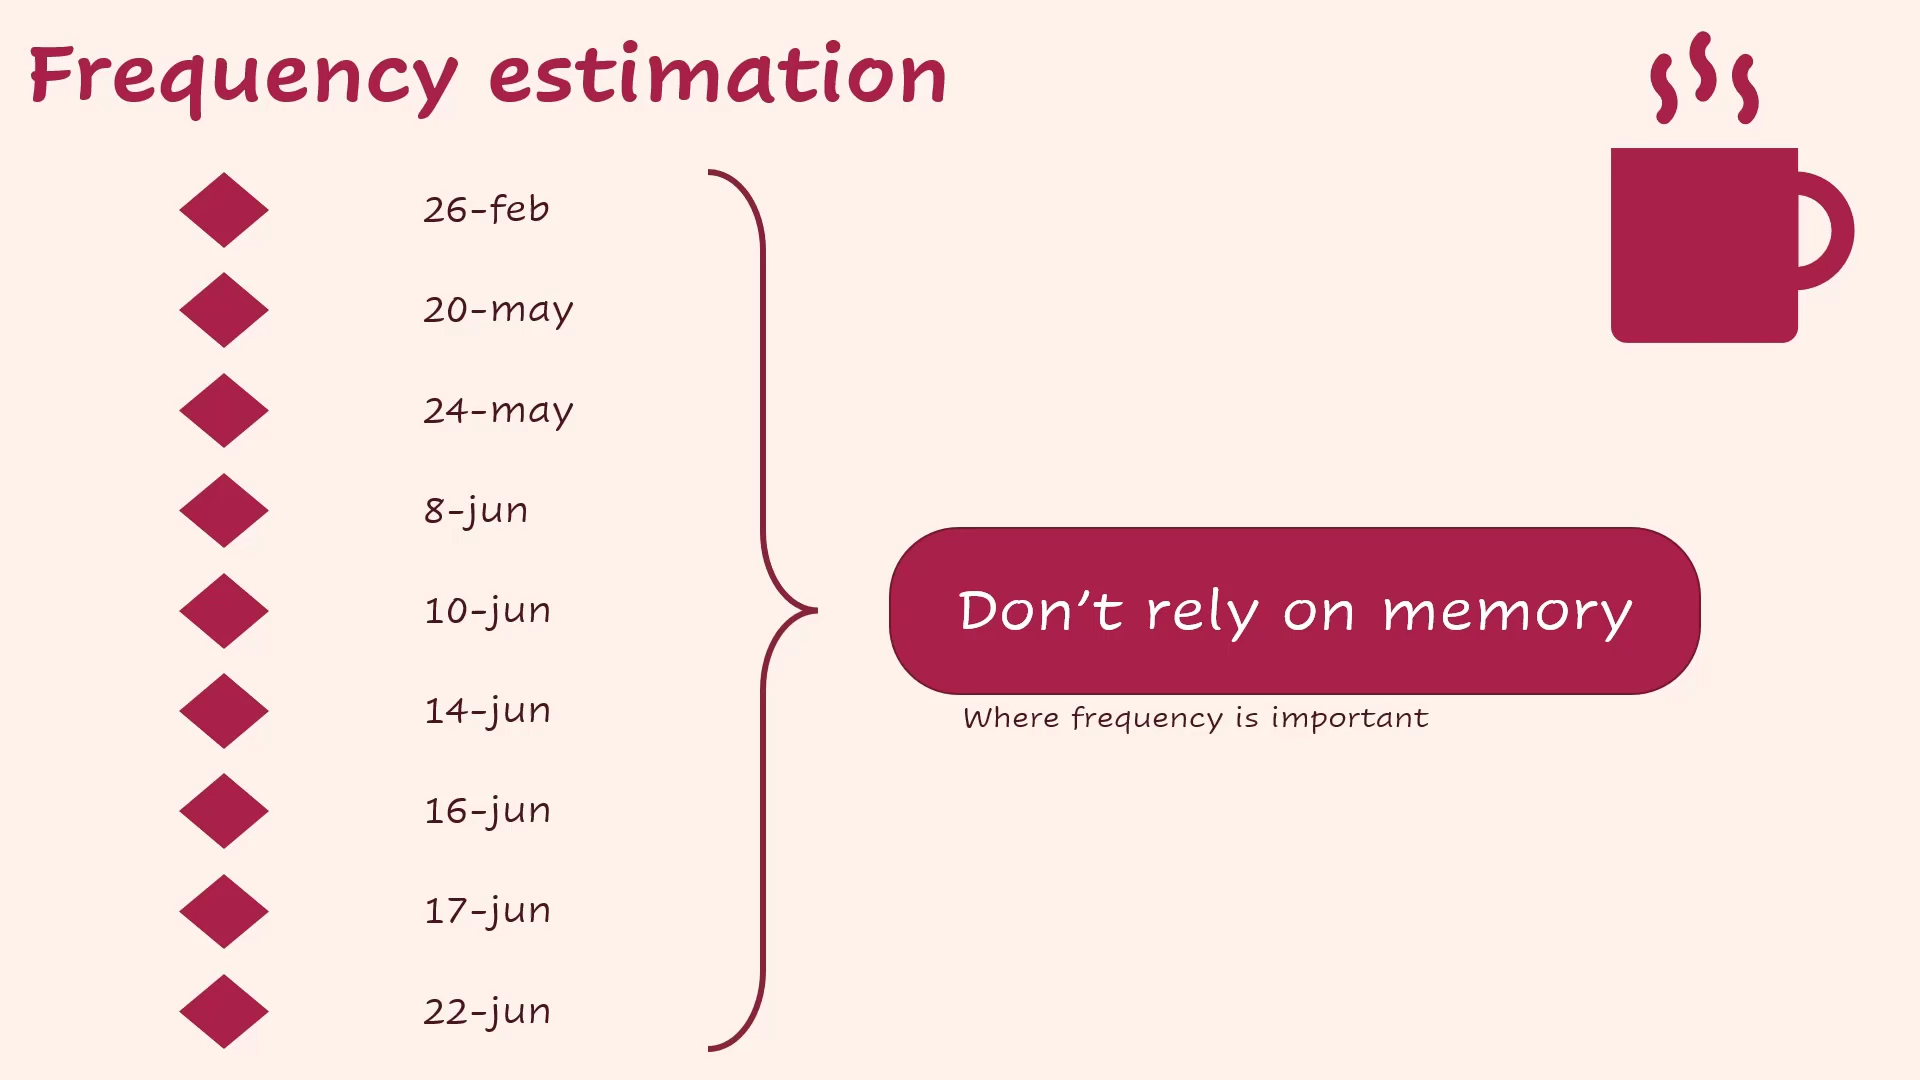 Frequency estimation
26-feb
20-may
24-may
8-jun
10-jun
14-jun
16-jun
17-jun
22-jun
Don’t rely on memory
Where frequency is important